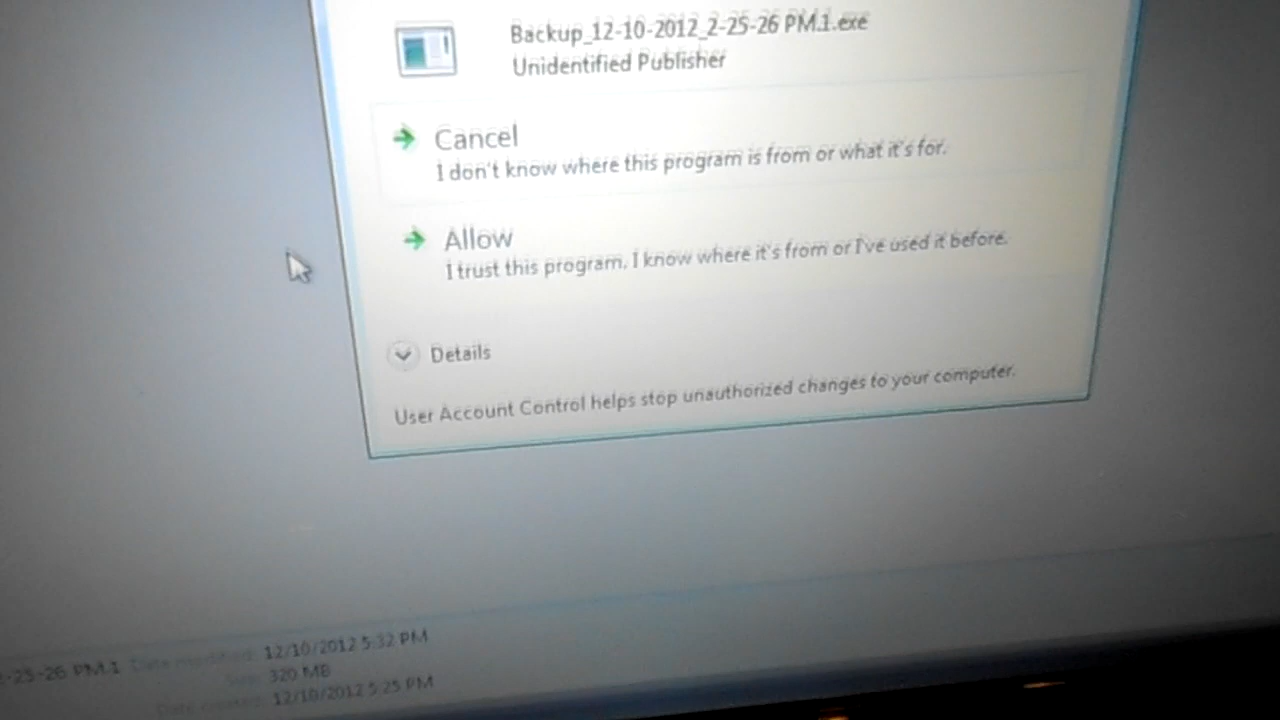 Backup_12-10-2012_2-25-26 PM.1.exe
Unidentified Publisher
Cancel
I don't know where this program is from or what it's for.
Allow
I trust this program. I know where it's from or I've used it before.
Details
User Account Control helps stop unauthorized changes to your computer.
-25-26 PM.1 Date modified: 12/10/2012 5:32 PM
Size: 320 MB
Date created: 12/10/2012 5:25 PM